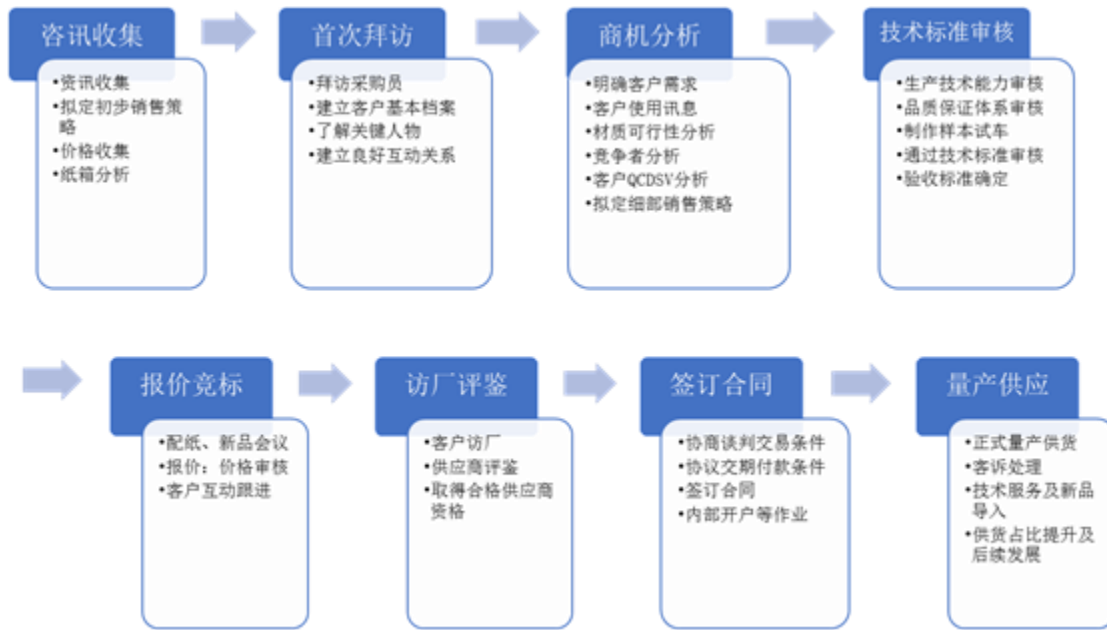 咨讯收集
•资讯收集
•拟定初步销售策
略
•价格收集
•纸箱分析
首次拜访
•拜访采购员
•建立客户基本档案
•了解关键人物
•建立良好互动关系
商机分析
•明确客户需求
•客户使用讯息
•材质可行性分析
•竞争者分析
•客户QCDSV分析
•拟定细部销售策略
技术标准审核
•生产技术能力审核
•品质保证体系审核
•制作样本试车
•通过技术标准审核
•验收标准确定
报价竞标
•配纸、新品会议
•报价：价格审核
•客户互动跟进
访厂评鉴
•客户访厂
•供应商评鉴
•取得合格供应商
资格
签订合同
•协商谈判交易条件
•协议交期付款条件
•签订合同
•内部开户等作业
量产供应
•正式量产供货
•客诉处理
•技术服务及新品
导入
•供货占比提升及
后续发展